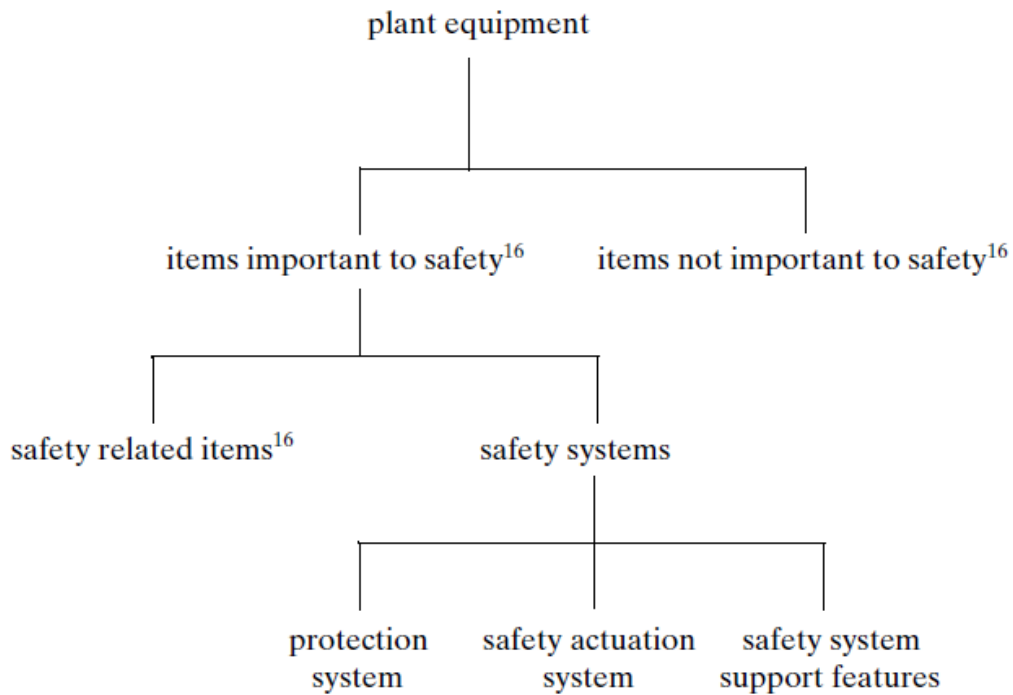 plant equipment
items important to safety¹⁶ items not important to safety¹⁶
safety related items¹⁶ safety systems
protection system
safety actuation system
safety system support features